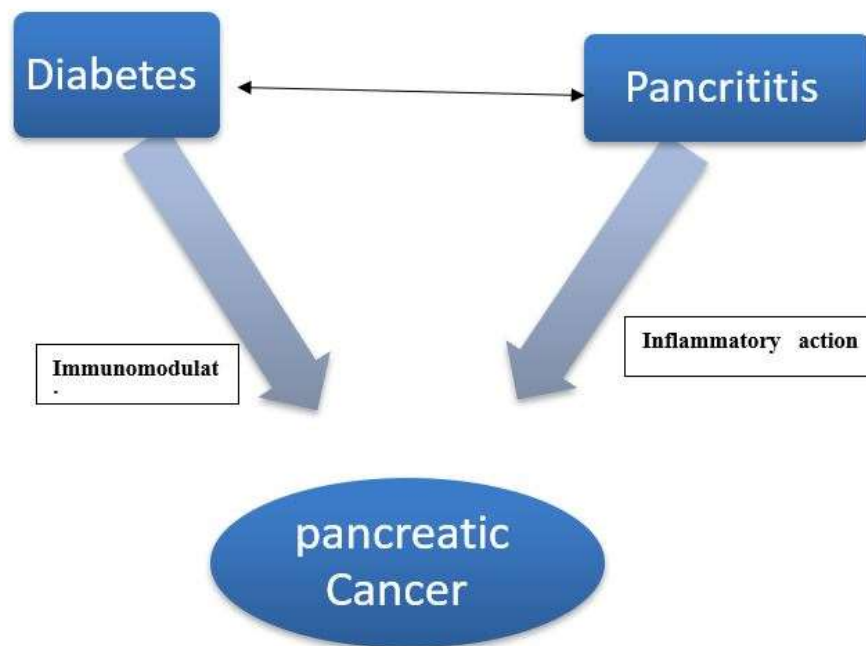 Diabetes
Pancrititis
Immunomodulat
Inflammatory action
pancreatic
Cancer